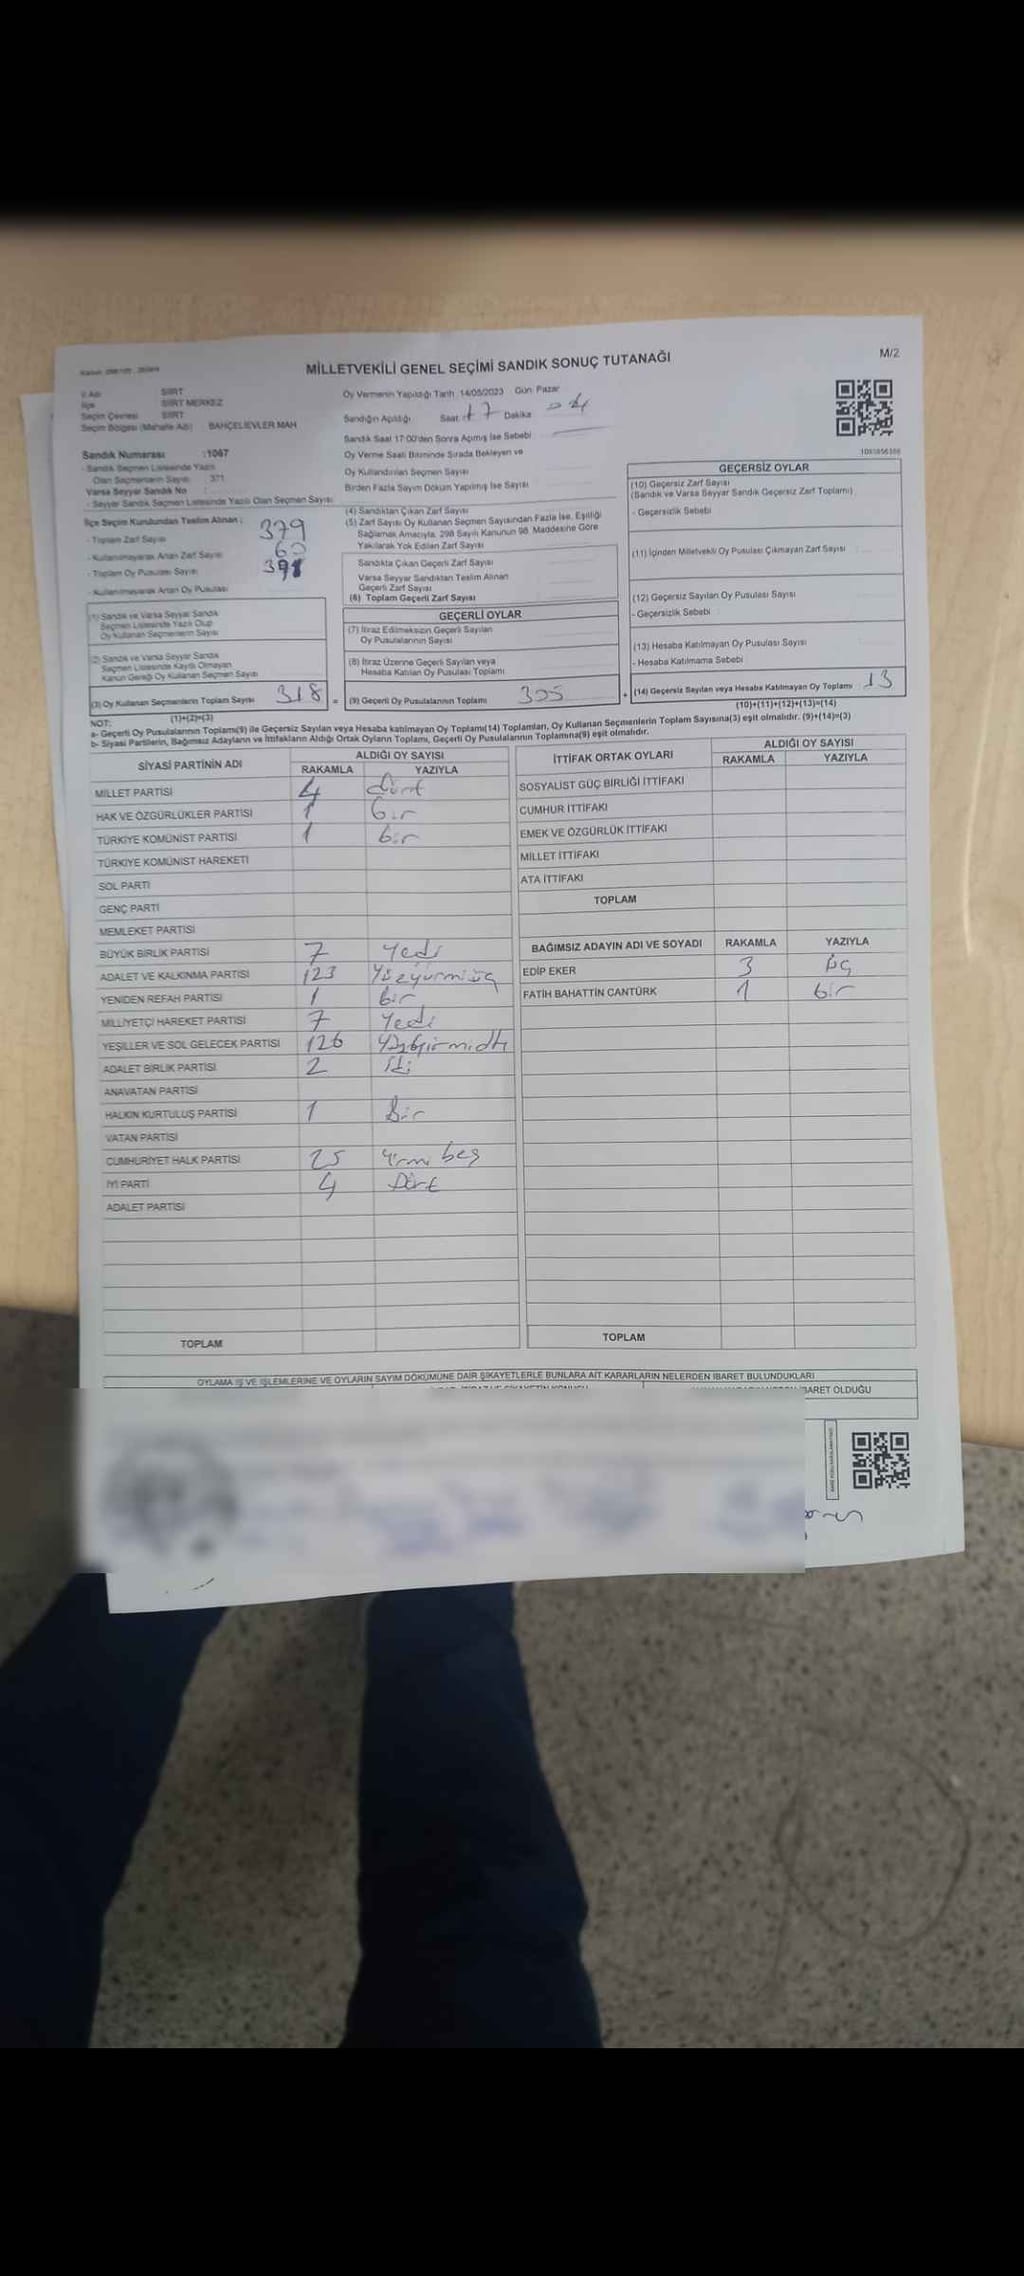 MİLLETVEKİLİ GENEL SEÇİMİ SANDIK SONUÇ TUTANAĞI
M/2
İl Adı SİİRT
İlçe SİİRT MERKEZ
Seçim Çevresi SİİRT
Seçim Bölgesi (Mahalle Adı) BAHÇELİEVLER MAH
Sandık Numarası :1067
- Sandık Seçmen Listesinde Yazılı
Olan Seçmenlerin Sayısı : 371
Varsa Seyyar Sandık No
- Seyyar Sandık Seçmen Listesinde Yazılı Olan Seçmen Sayısı
İlçe Seçim Kurulundan Teslim Alınan :
- Toplam Zarf Sayısı 379
- Kullanılmayarak Artan Zarf Sayısı
- Toplam Oy Pusulası Sayısı
- Kullanılmayarak Artan Oy Pusulası
(1) Sandık ve Varsa Seyyar Sandık
Seçmen Listesinde Yazılı Olup
Oy Kullanan Seçmenlerin Sayısı
(2) Sandık ve Varsa Seyyar Sandık
Seçmen Listesinde Kayıtlı Olmayan
Kanun Gereği Oy Kullanan Seçmen Sayısı
(3) Oy Kullanan Seçmenlerin Toplam Sayısı 318
(1)+(2)=(3)
Oy Vermenin Yapıldığı Tarih 14/05/2023 Gün Pazar
Sandığın Açıldığı Saat 17 Dakika 04
Sandık Saat 17:00'den Sonra Açımış İse Sebebi
Oy Verme Saati Bitiminde Sırada Bekleyen ve
Oy Kullandırılan Seçmen Sayısı
Birden Fazla Sayım Döküm Yapılmış İse Sayısı
(4) Sandıktan Çıkan Zarf Sayısı
(5) Zarf Sayısı Oy Kullanan Seçmen Sayısından Fazla İse, Eşitliği
Sağlamak Amacıyla, 298 Sayılı Kanunun 98. Maddesine Göre
Yakılarak Yok Edilen Zarf Sayısı
Sandıkta Çıkan Geçerli Zarf Sayısı
Varsa Seyyar Sandıktan Teslim Alınan
Geçerli Zarf Sayısı
(6) Toplam Geçerli Zarf Sayısı
GEÇERLİ OYLAR
(7) İtiraz Edilmeksizin Geçerli Sayılan
Oy Pusulalarının Sayısı
(8) İtiraz Üzerine Geçerli Sayılan veya
Hesaba Katılan Oy Pusulası Toplamı
= (9) Geçerli Oy Pusulalarının Toplamı 305
GEÇERSİZ OYLAR
(10) Geçersiz Zarf Sayısı
(Sandık ve Varsa Seyyar Sandık Geçersiz Zarf Toplamı)
- Geçersizlik Sebebi
(11) İçinden Milletvekili Oy Pusulası Çıkmayan Zarf Sayısı
(12) Geçersiz Sayılan Oy Pusulası Sayısı
- Geçersizlik Sebebi
(13) Hesaba Katılmayan Oy Pusulası Sayısı
- Hesaba Katılmama Sebebi
+ (14) Geçersiz Sayılan veya Hesaba Katılmayan Oy Toplamı 13
(10)+(11)+(12)+(13)=(14)
NOT:
a- Geçerli Oy Pusulalarının Toplamı(9) ile Geçersiz Sayılan veya Hesaba katılmayan Oy Toplamı(14) Toplamları, Oy Kullanan Seçmenlerin Toplam Sayısına(3) eşit olmalıdır. (9)+(14)=(3)
b- Siyasi Partilerin, Bağımsız Adayların ve İttifakların Aldığı Ortak Oyların Toplamı, Geçerli Oy Pusulalarının Toplamına(9) eşit olmalıdır.
SİYASİ PARTİNİN ADI ALDIĞI OY SAYISI
RAKAMLA YAZIYLA
MİLLET PARTİSİ 4 dört
HAK VE ÖZGÜRLÜKLER PARTİSİ 1 bir
TÜRKİYE KOMÜNİST PARTİSİ 1 bir
TÜRKİYE KOMÜNİST HAREKETİ
SOL PARTİ
GENÇ PARTİ
MEMLEKET PARTİSİ
BÜYÜK BİRLİK PARTİSİ 7 yedi
ADALET VE KALKINMA PARTİSİ 123 Yüzyirmiüç
YENİDEN REFAH PARTİSİ 1 bir
MİLLİYETÇİ HAREKET PARTİSİ 7 yedi
YEŞİLLER VE SOL GELECEK PARTİSİ 126
ADALET BİRLİK PARTİSİ 2 iki
ANAVATAN PARTİSİ
HALKIN KURTULUŞ PARTİSİ 1 Bir
VATAN PARTİSİ
CUMHURİYET HALK PARTİSİ 25 Yirmi beş
İYİ PARTİ 4 Dört
ADALET PARTİSİ
TOPLAM
İTTİFAK ORTAK OYLARI ALDIĞI OY SAYISI
RAKAMLA YAZIYLA
SOSYALİST GÜÇ BİRLİĞİ İTTİFAKI
CUMHUR İTTİFAKI
EMEK VE ÖZGÜRLÜK İTTİFAKI
MİLLET İTTİFAKI
ATA İTTİFAKI
TOPLAM
BAĞIMSIZ ADAYIN ADI VE SOYADI RAKAMLA YAZIYLA
EDİP EKER 3 üç
FATİH BAHATTİN CANTÜRK 1 bir
TOPLAM
OYLAMA İŞ VE İŞLEMLERİNE VE OYLARIN SAYIM DÖKÜMÜNE DAİR ŞİKAYETLERLE BUNLARA AİT KARARLARIN NELERDEN İBARET BULUNDUKLARI
BARET OLDUĞU